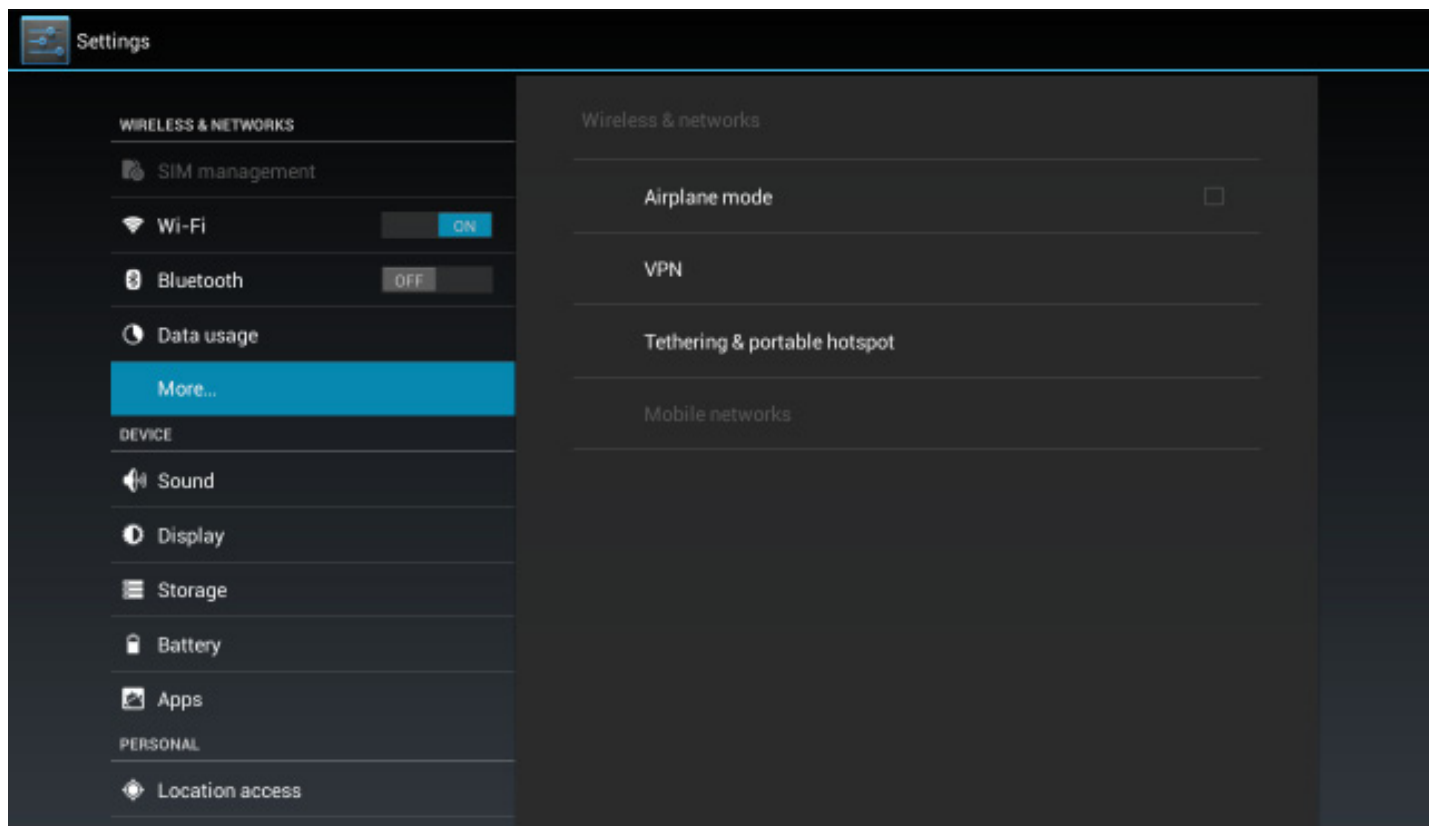 Settings
WIRELESS & NETWORKS
SIM management
Wi-Fi ON
Bluetooth OFF
Data usage
More...
DEVICE
Sound
Display
Storage
Battery
Apps
PERSONAL
Location access
Wireless & networks
Airplane mode
VPN
Tethering & portable hotspot
Mobile networks